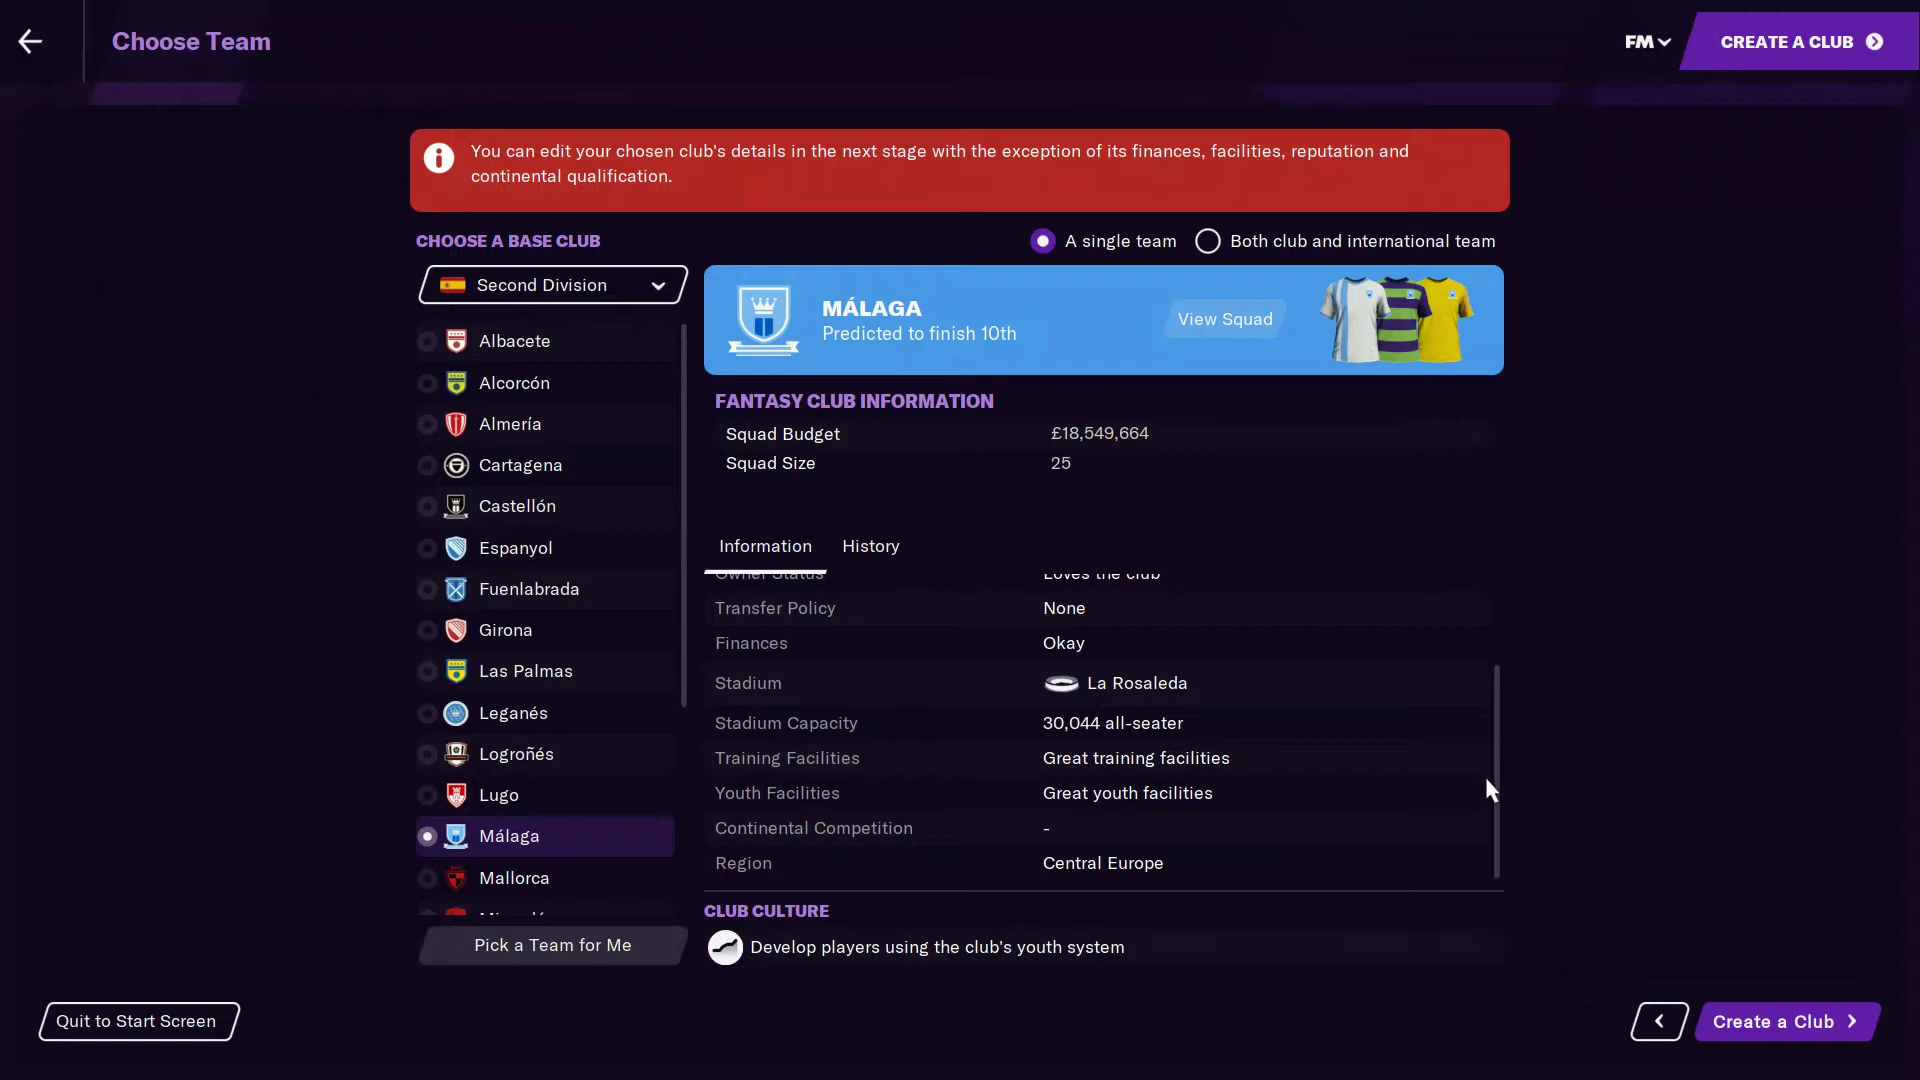 Choose Team
FM
CREATE A CLUB
You can edit your chosen club's details in the next stage with the exception of its finances, facilities, reputation and
continental qualification.
CHOOSE A BASE CLUB
A single team
Both club and international team
Second Division
Albacete
Alcorcón
Almería
Cartagena
Castellón
Espanyol
Fuenlabrada
Girona
Las Palmas
Leganés
Logroñés
Lugo
Málaga
Mallorca
Pick a Team for Me
MÁLAGA
Predicted to finish 10th
View Squad
FANTASY CLUB INFORMATION
Squad Budget £18,549,664
Squad Size 25
Information History
Owner Status Loves the club
Transfer Policy None
Finances Okay
Stadium La Rosaleda
Stadium Capacity 30,044 all-seater
Training Facilities Great training facilities
Youth Facilities Great youth facilities
Continental Competition -
Region Central Europe
CLUB CULTURE
Develop players using the club's youth system
Quit to Start Screen
Create a Club